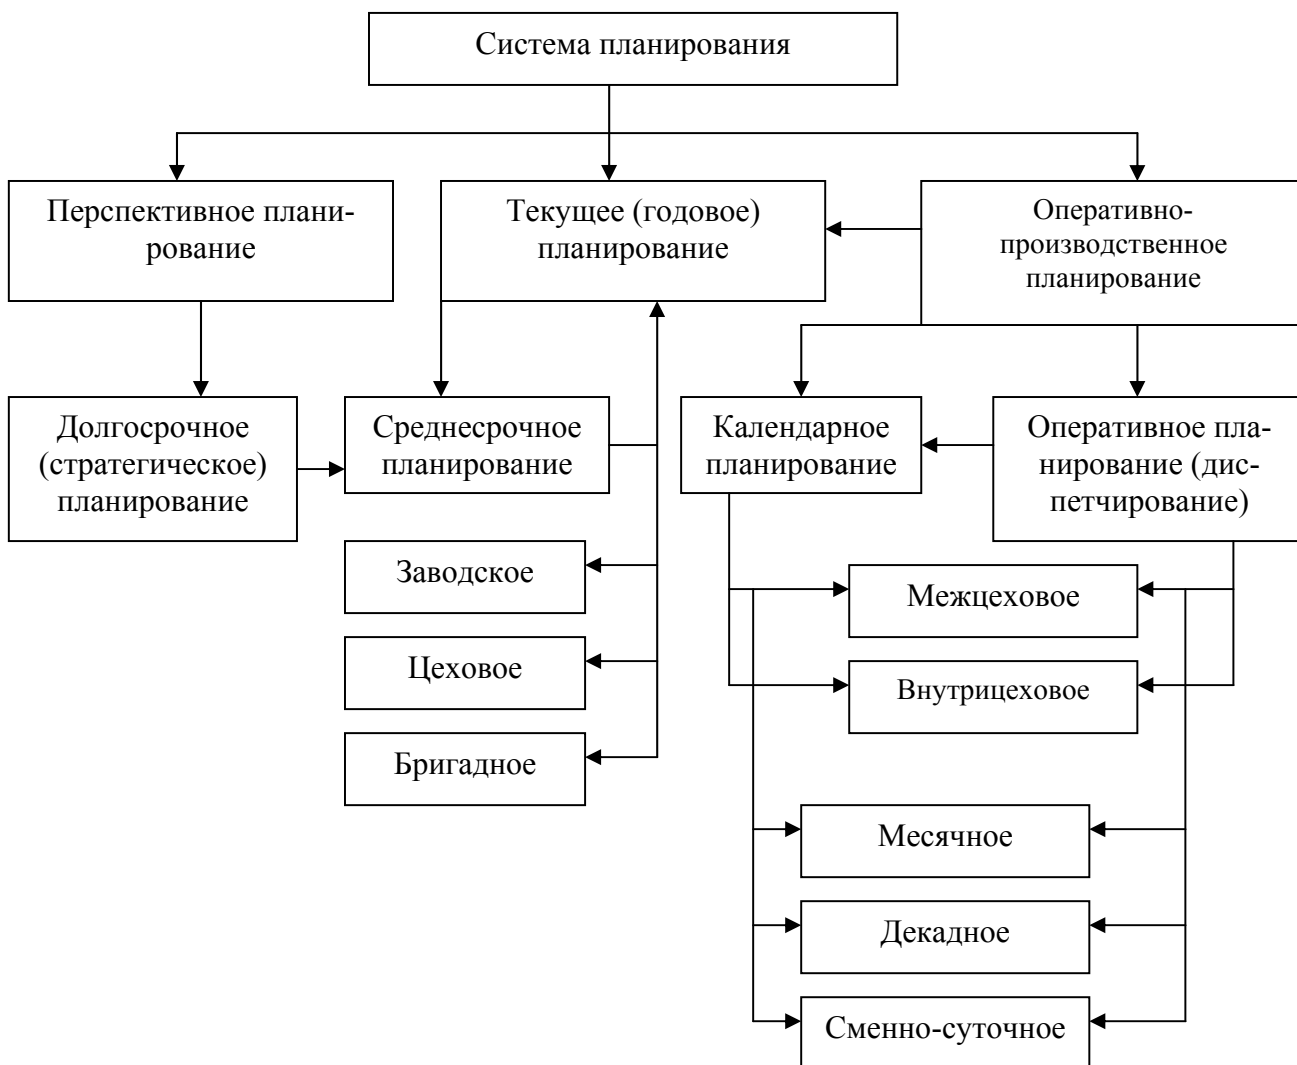 Система планирования
Перспективное плани-
рование
Текущее (годовое)
планирование
Оперативно-
производственное
планирование
Долгосрочное
(стратегическое)
планирование
Среднесрочное
планирование
Календарное
планирование
Оперативное пла-
нирование (дис-
петчирование)
Заводское
Цеховое
Бригадное
Межцеховое
Внутрицеховое
Месячное
Декадное
Сменно-суточное